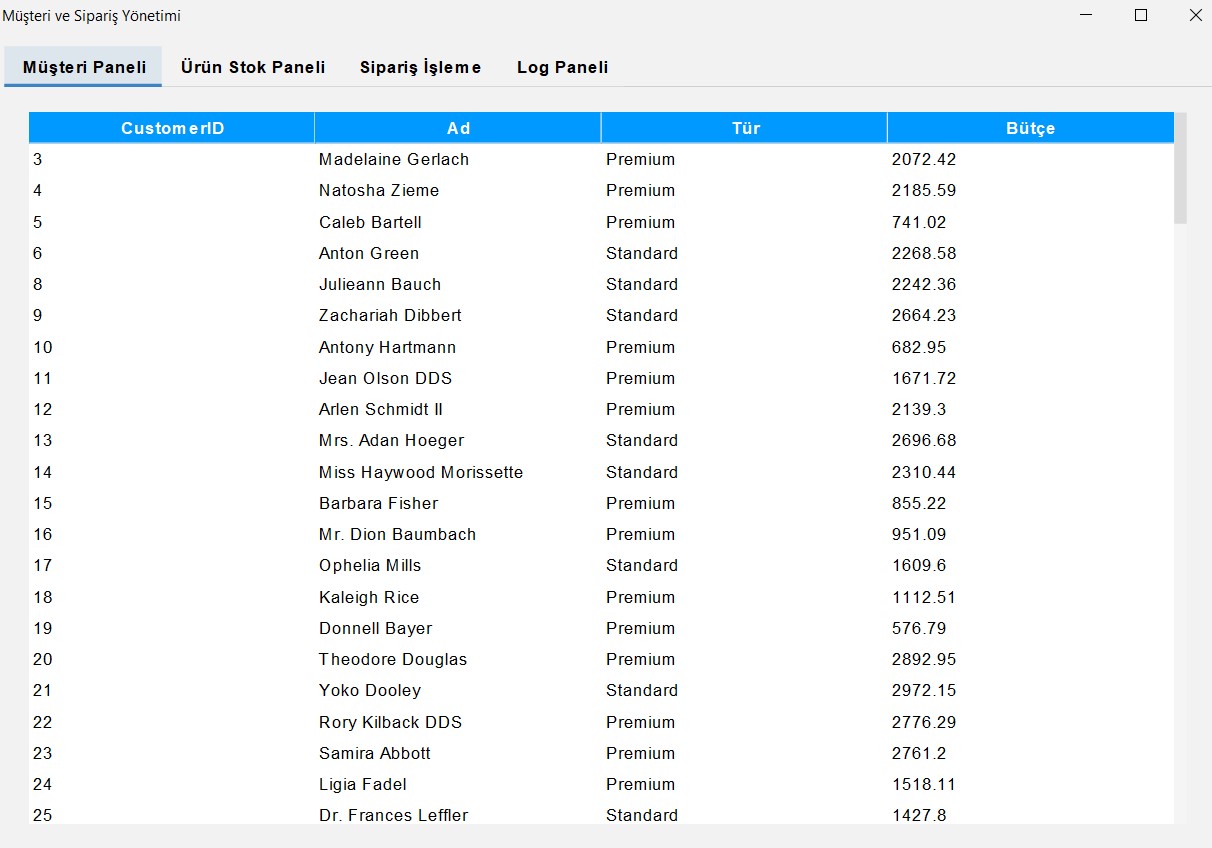 Müşteri ve Sipariş Yönetimi
Müşteri Paneli Ürün Stok Paneli Sipariş İşleme Log Paneli
CustomerID Ad Tür Bütçe
3 Madelaine Gerlach Premium 2072.42
4 Natosha Zieme Premium 2185.59
5 Caleb Bartell Premium 741.02
6 Anton Green Standard 2268.58
8 Julieann Bauch Standard 2242.36
9 Zachariah Dibbert Standard 2664.23
10 Antony Hartmann Premium 682.95
11 Jean Olson DDS Premium 1671.72
12 Arlen Schmidt II Premium 2139.3
13 Mrs. Adan Hoeger Standard 2696.68
14 Miss Haywood Morissette Standard 2310.44
15 Barbara Fisher Premium 855.22
16 Mr. Dion Baumbach Premium 951.09
17 Ophelia Mills Standard 1609.6
18 Kaleigh Rice Premium 1112.51
19 Donnell Bayer Premium 576.79
20 Theodore Douglas Premium 2892.95
21 Yoko Dooley Standard 2972.15
22 Rory Kilback DDS Premium 2776.29
23 Samira Abbott Premium 2761.2
24 Ligia Fadel Premium 1518.11
25 Dr. Frances Leffler Standard 1427.8